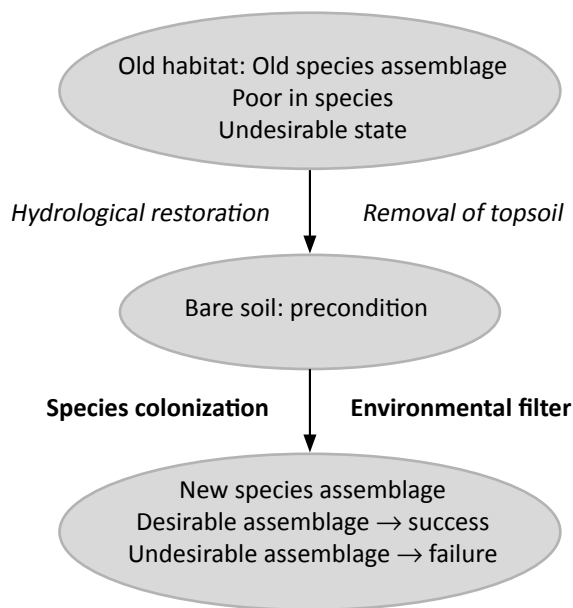 Old habitat: Old species assemblage
Poor in species
Undesirable state
Hydrological restoration
Removal of topsoil
Bare soil: precondition
Species colonization
Environmental filter
New species assemblage
Desirable assemblage → success
Undesirable assemblage → failure